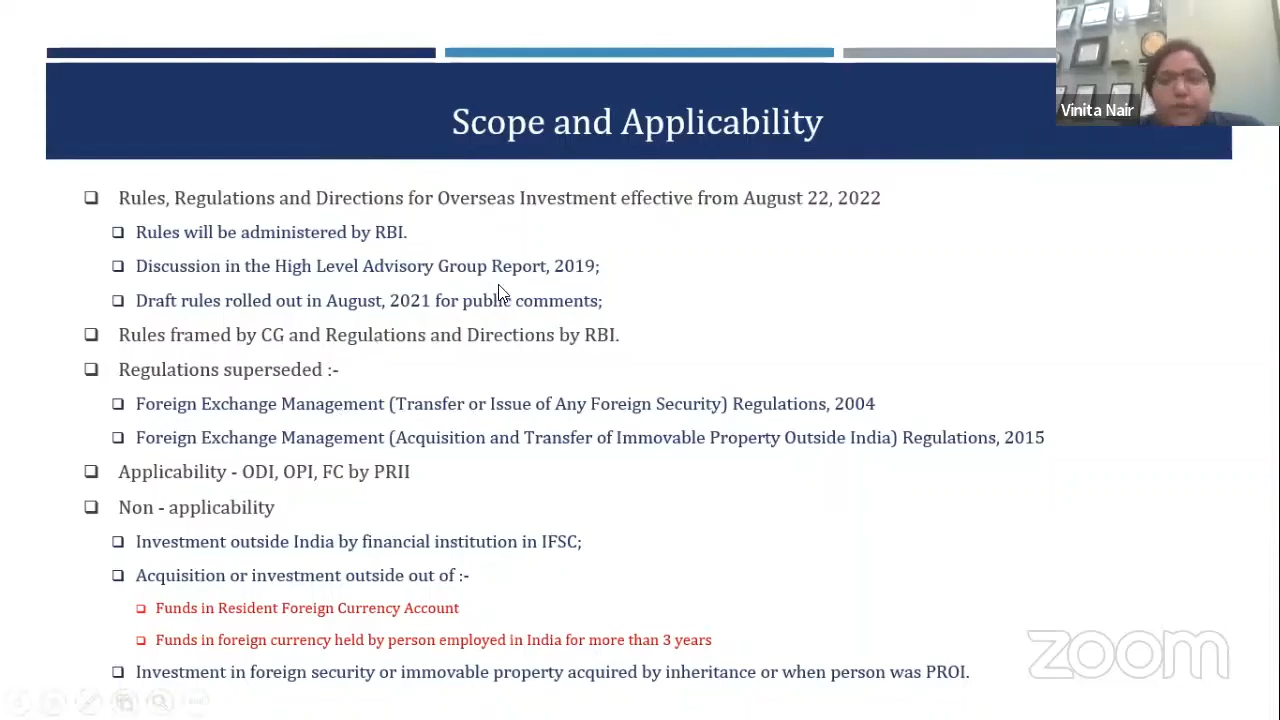 Vinita Nair
Scope and Applicability
Rules, Regulations and Directions for Overseas Investment effective from August 22, 2022
Rules will be administered by RBI.
Discussion in the High Level Advisory Group Report, 2019;
Draft rules rolled out in August, 2021 for public comments;
Rules framed by CG and Regulations and Directions by RBI.
Regulations superseded :-
Foreign Exchange Management (Transfer or Issue of Any Foreign Security) Regulations, 2004
Foreign Exchange Management (Acquisition and Transfer of Immovable Property Outside India) Regulations, 2015
Applicability - ODI, OPI, FC by PRII
Non - applicability
Investment outside India by financial institution in IFSC;
Acquisition or investment outside out of :-
Funds in Resident Foreign Currency Account
Funds in foreign currency held by person employed in India for more than 3 years
Investment in foreign security or immovable property acquired by inheritance or when person was PROI.
zoom